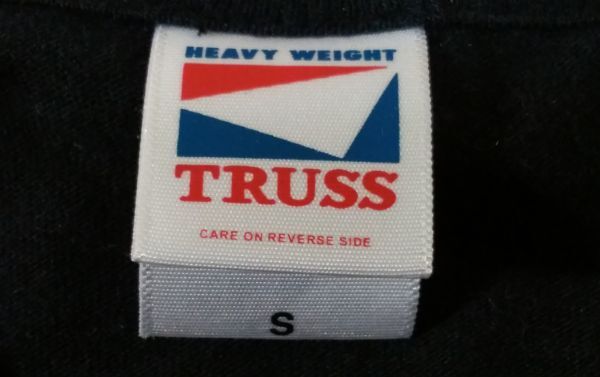 HEAVY WEIGHT
TRUSS
CARE ON REVERSE SIDE
S